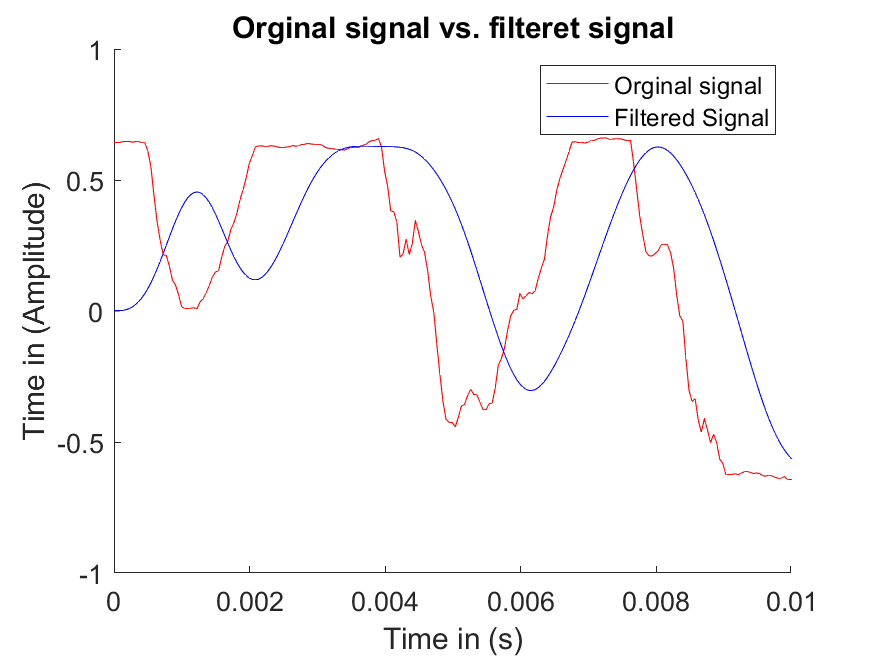 Orginal signal vs. filteret signal
Orginal signal
Filtered Signal
1
0.5
0
-0.5
-1
Time in (Amplitude)
0 0.002 0.004 0.006 0.008 0.01
Time in (s)